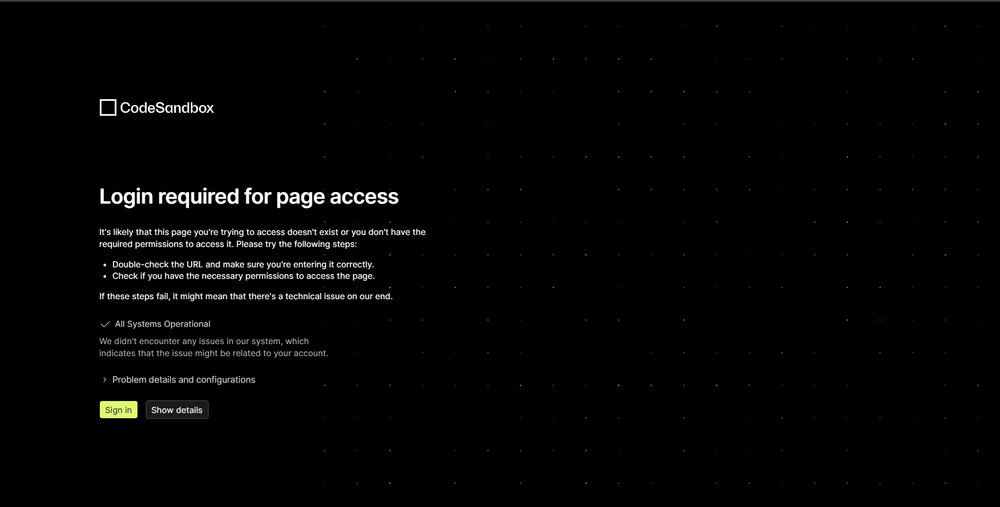 CodeSandbox
Login required for page access
It's likely that this page you're trying to access doesn't exist or you don't have the
required permissions to access it. Please try the following steps:
• Double-check the URL and make sure you're entering it correctly.
• Check if you have the necessary permissions to access the page.
If these steps fail, it might mean that there's a technical issue on our end.
All Systems Operational
We didn't encounter any issues in our system, which
indicates that the issue might be related to your account.
Problem details and configurations
Sign in
Show details